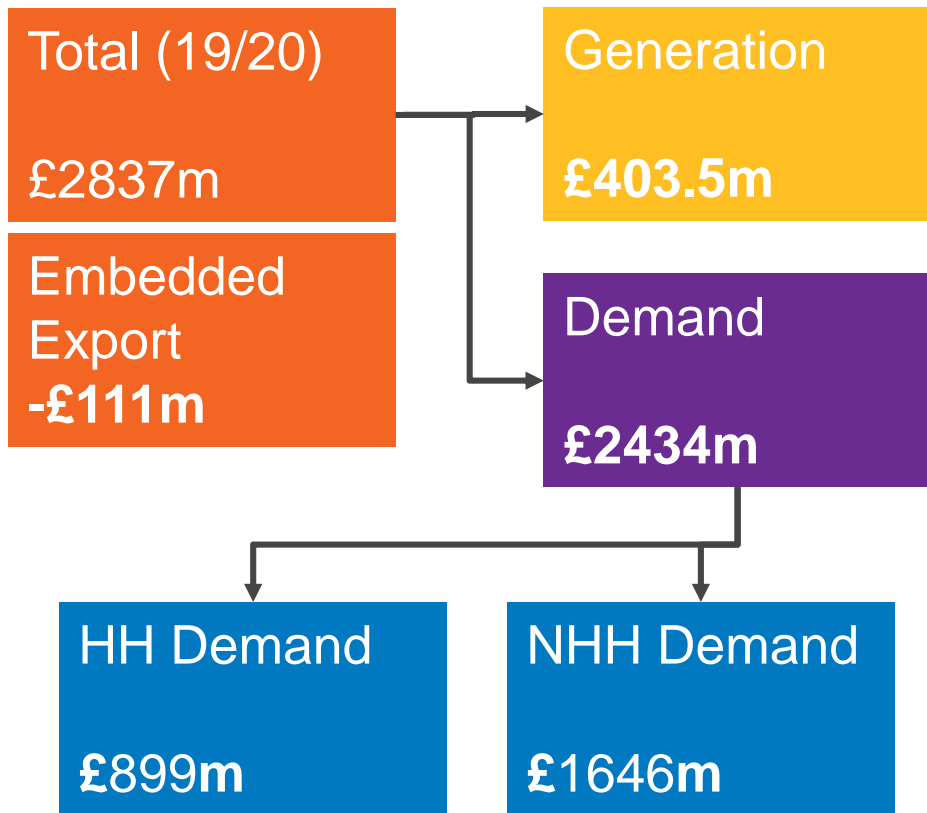 Total (19/20)
£2837m
Generation
£403.5m
Embedded
Export
-£111m
Demand
£2434m
HH Demand
£899m
NHH Demand
£1646m